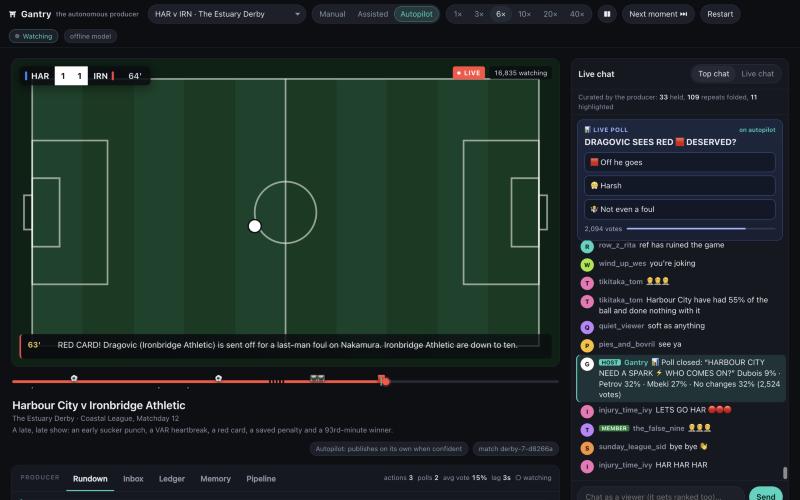 Gantry the autonomous producer
HAR v IRN · The Estuary Derby
Manual Assisted Autopilot
1× 3× 6× 10× 20× 40×
Next moment
Restart
Watching
offline model
HAR 1 1 IRN 64'
LIVE
16,835 watching
63' RED CARD! Dragovic (Ironbridge Athletic) is sent off for a last-man foul on Nakamura. Ironbridge Athletic are down to ten.
Harbour City v Ironbridge Athletic
The Estuary Derby · Coastal League, Matchday 12
A late, late show: an early sucker punch, a VAR heartbreak, a red card, a saved penalty and a 93rd-minute winner.
Autopilot: publishes on its own when confident
match derby-7-d8266a
PRODUCER Rundown Inbox Ledger Memory Pipeline
actions 3 polls 2 avg vote 15% lag 3s watching
Live chat
Top chat Live chat
Curated by the producer: 33 held, 109 repeats folded, 11
highlighted
📊 LIVE POLL on autopilot
DRAGOVIC SEES RED 🟥 DESERVED?
🟥 Off he goes
Harsh
Not even a foul
2,094 votes
R row_z_rita ref has ruined the game
W wind_up_wes you're joking
T tikitaka_tom
T tikitaka_tom Harbour City have had 55% of the
ball and done nothing with it
Q quiet_viewer soft as anything
P pies_and_bovril see ya
G HOST Gantry 📊 Poll closed: "HARBOUR CITY
NEED A SPARK ⚡ WHO COMES ON?" Dubois 9% ·
Petrov 32% · Mbeki 27% · No changes 32% (2,524
votes)
I injury_time_ivy LETS GO HAR 🔴🔴🔴
T MEMBER the_false_nine
S sunday_league_sid bye bye 👋
I injury_time_ivy HAR HAR HAR
Chat as a viewer (it gets ranked too)...
Send